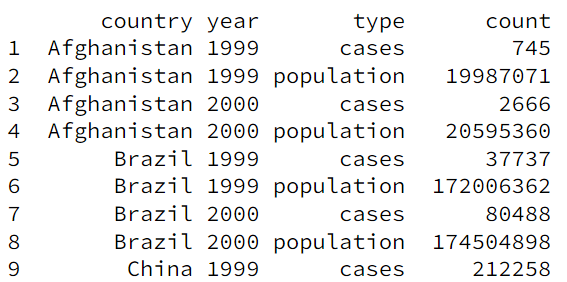 country year type count
1 Afghanistan 1999 cases 745
2 Afghanistan 1999 population 19987071
3 Afghanistan 2000 cases 2666
4 Afghanistan 2000 population 20595360
5 Brazil 1999 cases 37737
6 Brazil 1999 population 172006362
7 Brazil 2000 cases 80488
8 Brazil 2000 population 174504898
9 China 1999 cases 212258